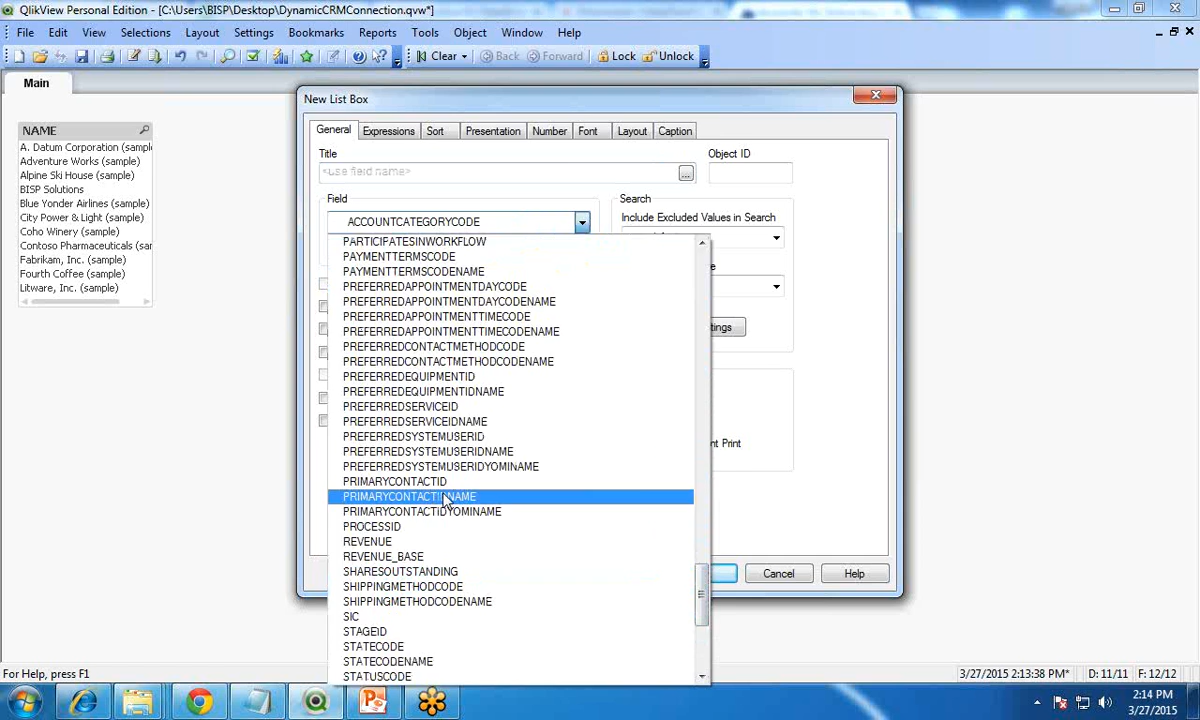 QlikView Personal Edition - [C:\Users\BISP\Desktop\DynamicCRMConnection.qvw*]
File Edit View Selections Layout Settings Bookmarks Reports Tools Object Window Help
Clear Back Forward Lock Unlock
Main
NAME
A. Datum Corporation (sampl
Adventure Works (sample)
Alpine Ski House (sample)
BISP Solutions
Blue Yonder Airlines (sample)
City Power & Light (sample)
Coho Winery (sample)
Contoso Pharmaceuticals (sample)
Fabrikam, Inc. (sample)
Fourth Coffee (sample)
Litware, Inc. (sample)
New List Box
General Expressions Sort Presentation Number Font Layout Caption
Title
Object ID
<use field name>
...
Field
Search
ACCOUNTCATEGORYCODE
Include Excluded Values in Search
PARTICIPATESINWORKFLOW
PAYMENTTERMSCODE
PAYMENTTERMSCODENAME
PREFERREDAPPOINTMENTDAYCODE
PREFERREDAPPOINTMENTDAYCODENAME
PREFERREDAPPOINTMENTTIMECODE
PREFERREDAPPOINTMENTTIMECODENAME
tings
PREFERREDCONTACTMETHODCODE
PREFERREDCONTACTMETHODCODENAME
PREFERREDEQUIPMENTID
PREFERREDEQUIPMENTIDNAME
PREFERREDSERVICEID
PREFERREDSERVICEIDNAME
PREFERREDSYSTEMUSERID
nt Print
PREFERREDSYSTEMUSERIDNAME
PREFERREDSYSTEMUSERIDYOMINAME
PRIMARYCONTACTID
PRIMARYCONTACTIDNAME
PRIMARYCONTACTIDYOMINAME
PROCESSID
REVENUE
REVENUE_BASE
SHARESOUTSTANDING
Cancel Help
SHIPPINGMETHODCODE
SHIPPINGMETHODCODENAME
SIC
STAGEID
STATECODE
STATECODENAME
STATUSCODE
For Help, press F1
3/27/2015 2:13:38 PM* D: 11/11 F: 12/12
2:14 PM
3/27/2015